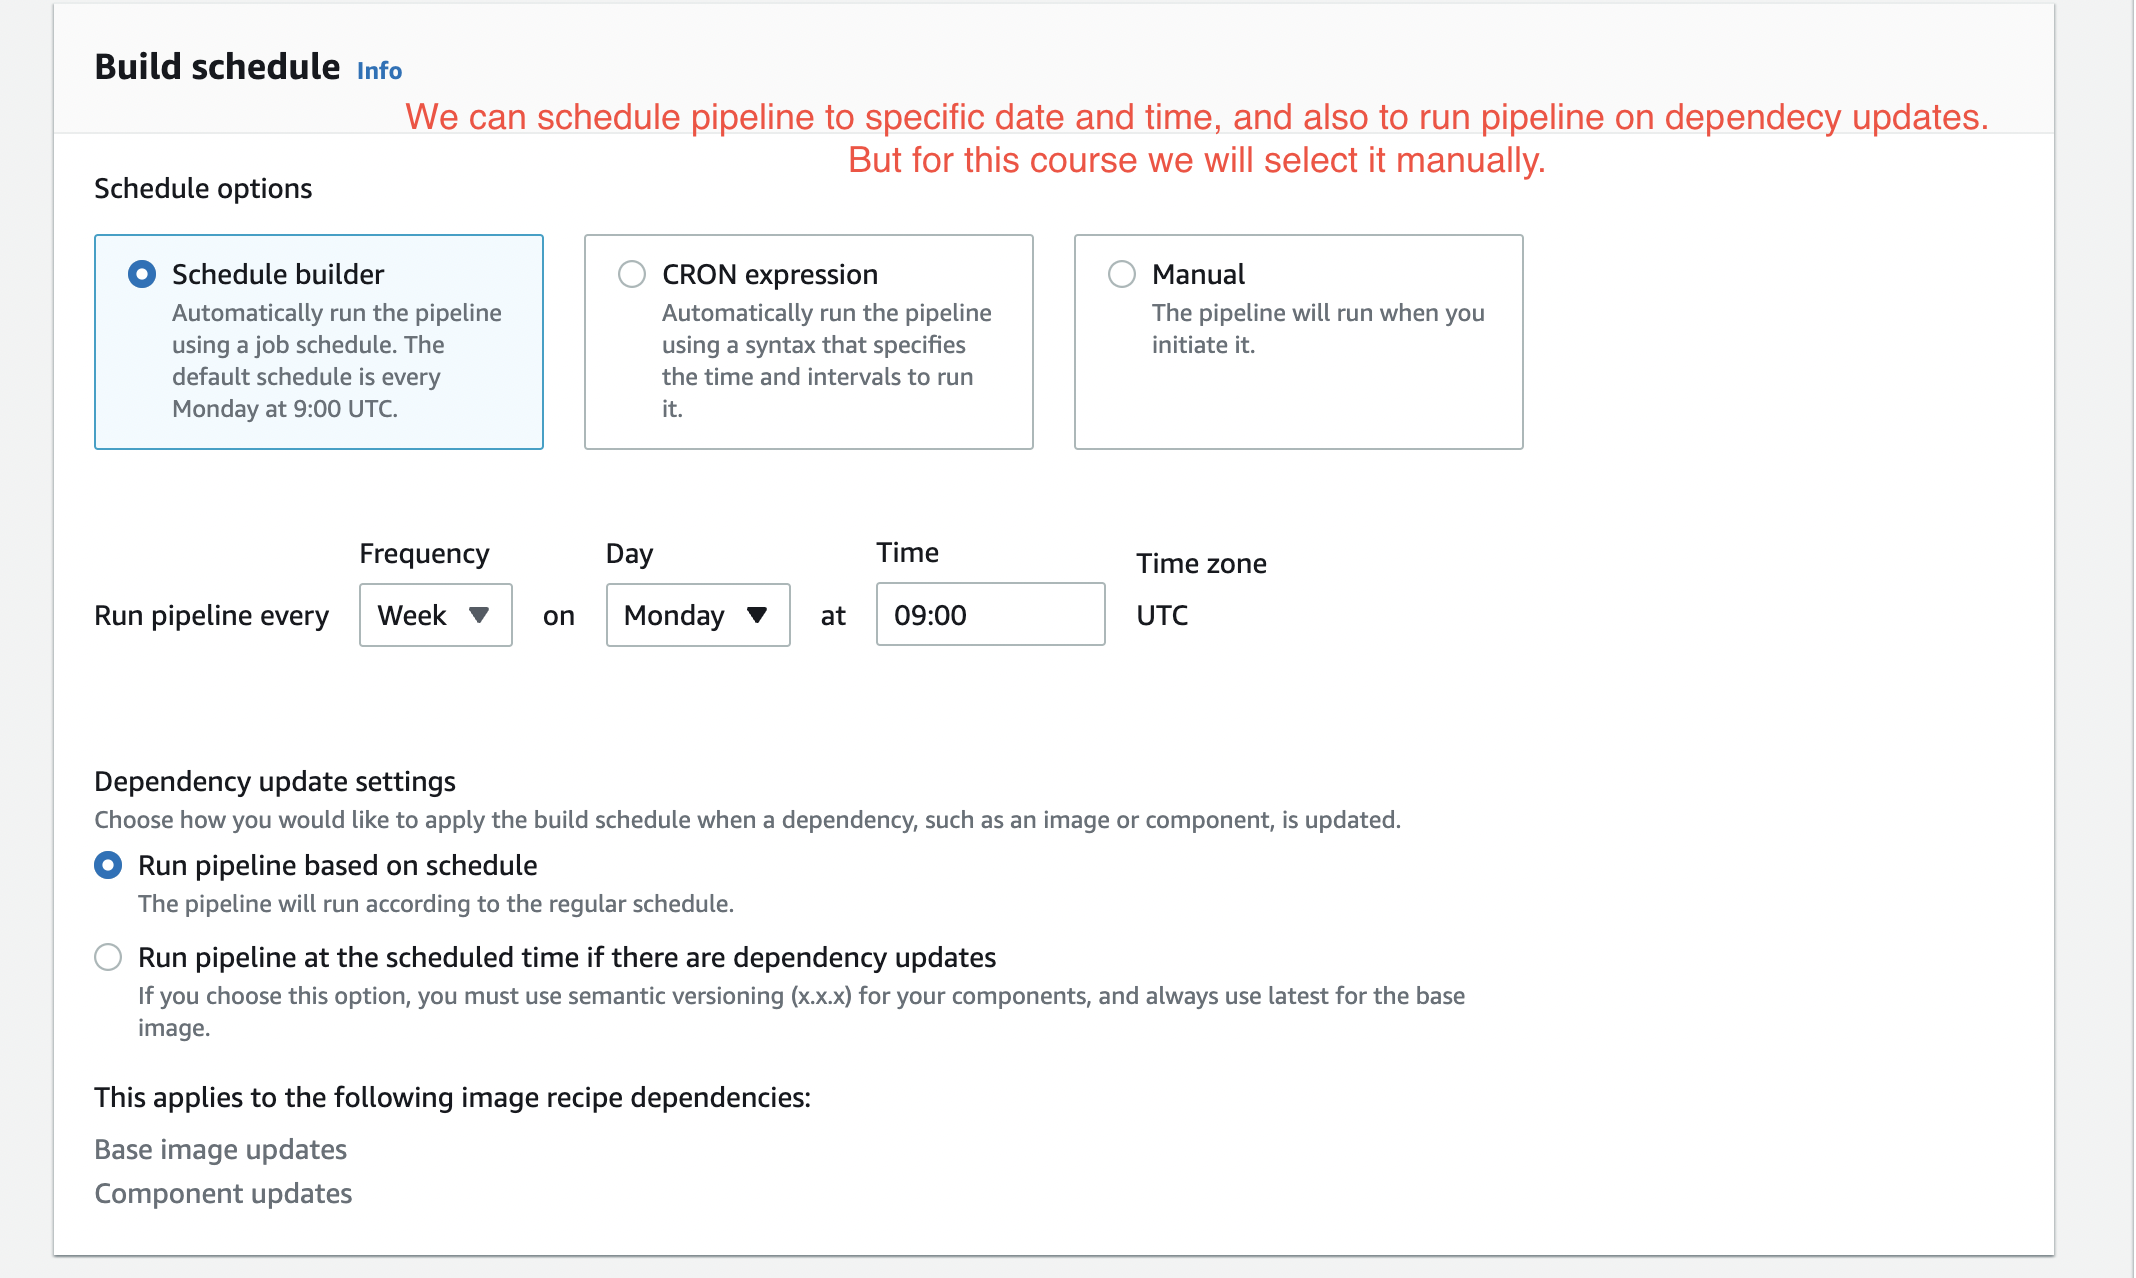 Build schedule Info
We can schedule pipeline to specific date and time, and also to run pipeline on dependecy updates.
But for this course we will select it manually.
Schedule options
Schedule builder
Automatically run the pipeline
using a job schedule. The
default schedule is every
Monday at 9:00 UTC.
CRON expression
Automatically run the pipeline
using a syntax that specifies
the time and intervals to run
it.
Manual
The pipeline will run when you
initiate it.
Frequency Day Time Time zone
Run pipeline every Week on Monday at 09:00 UTC
Dependency update settings
Choose how you would like to apply the build schedule when a dependency, such as an image or component, is updated.
Run pipeline based on schedule
The pipeline will run according to the regular schedule.
Run pipeline at the scheduled time if there are dependency updates
If you choose this option, you must use semantic versioning (x.x.x) for your components, and always use latest for the base
image.
This applies to the following image recipe dependencies:
Base image updates
Component updates